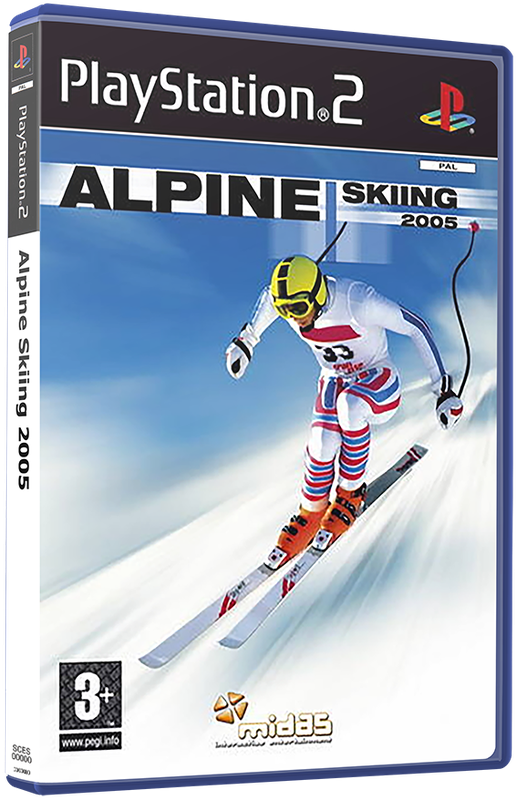 PlayStation®2
PAL
ALPINE SKIING
2005
33
3+
www.pegi.info
midas
interactive entertainment
PAL
PlayStation®2
Alpine Skiing 2005
SCES
00000